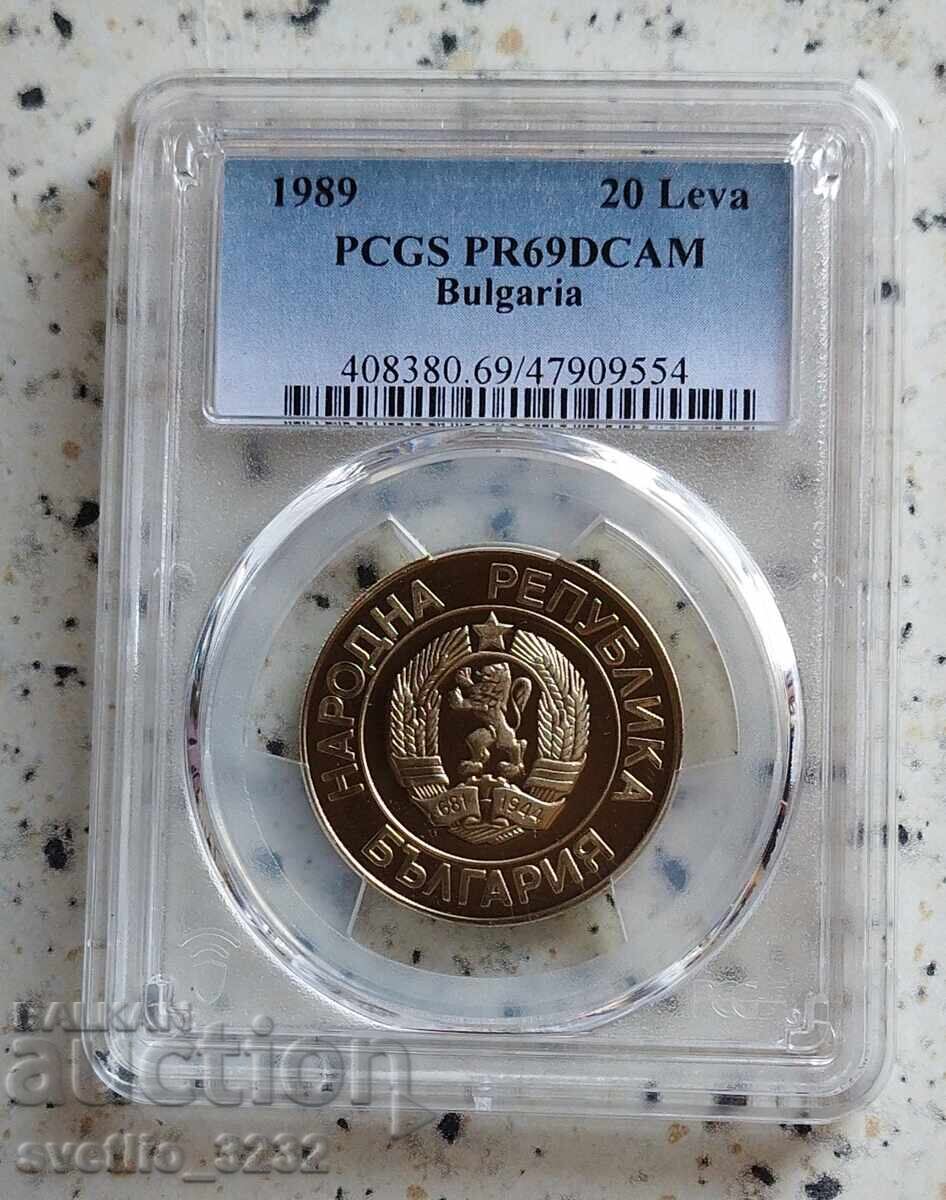 1989 20 Leva
PCGS PR69DCAM
Bulgaria
408380.69/47909554
НАРОДНА РЕПУБЛИКА
БЪЛГАРИЯ
681 1944
BALKAN
auction
svetlio_3232